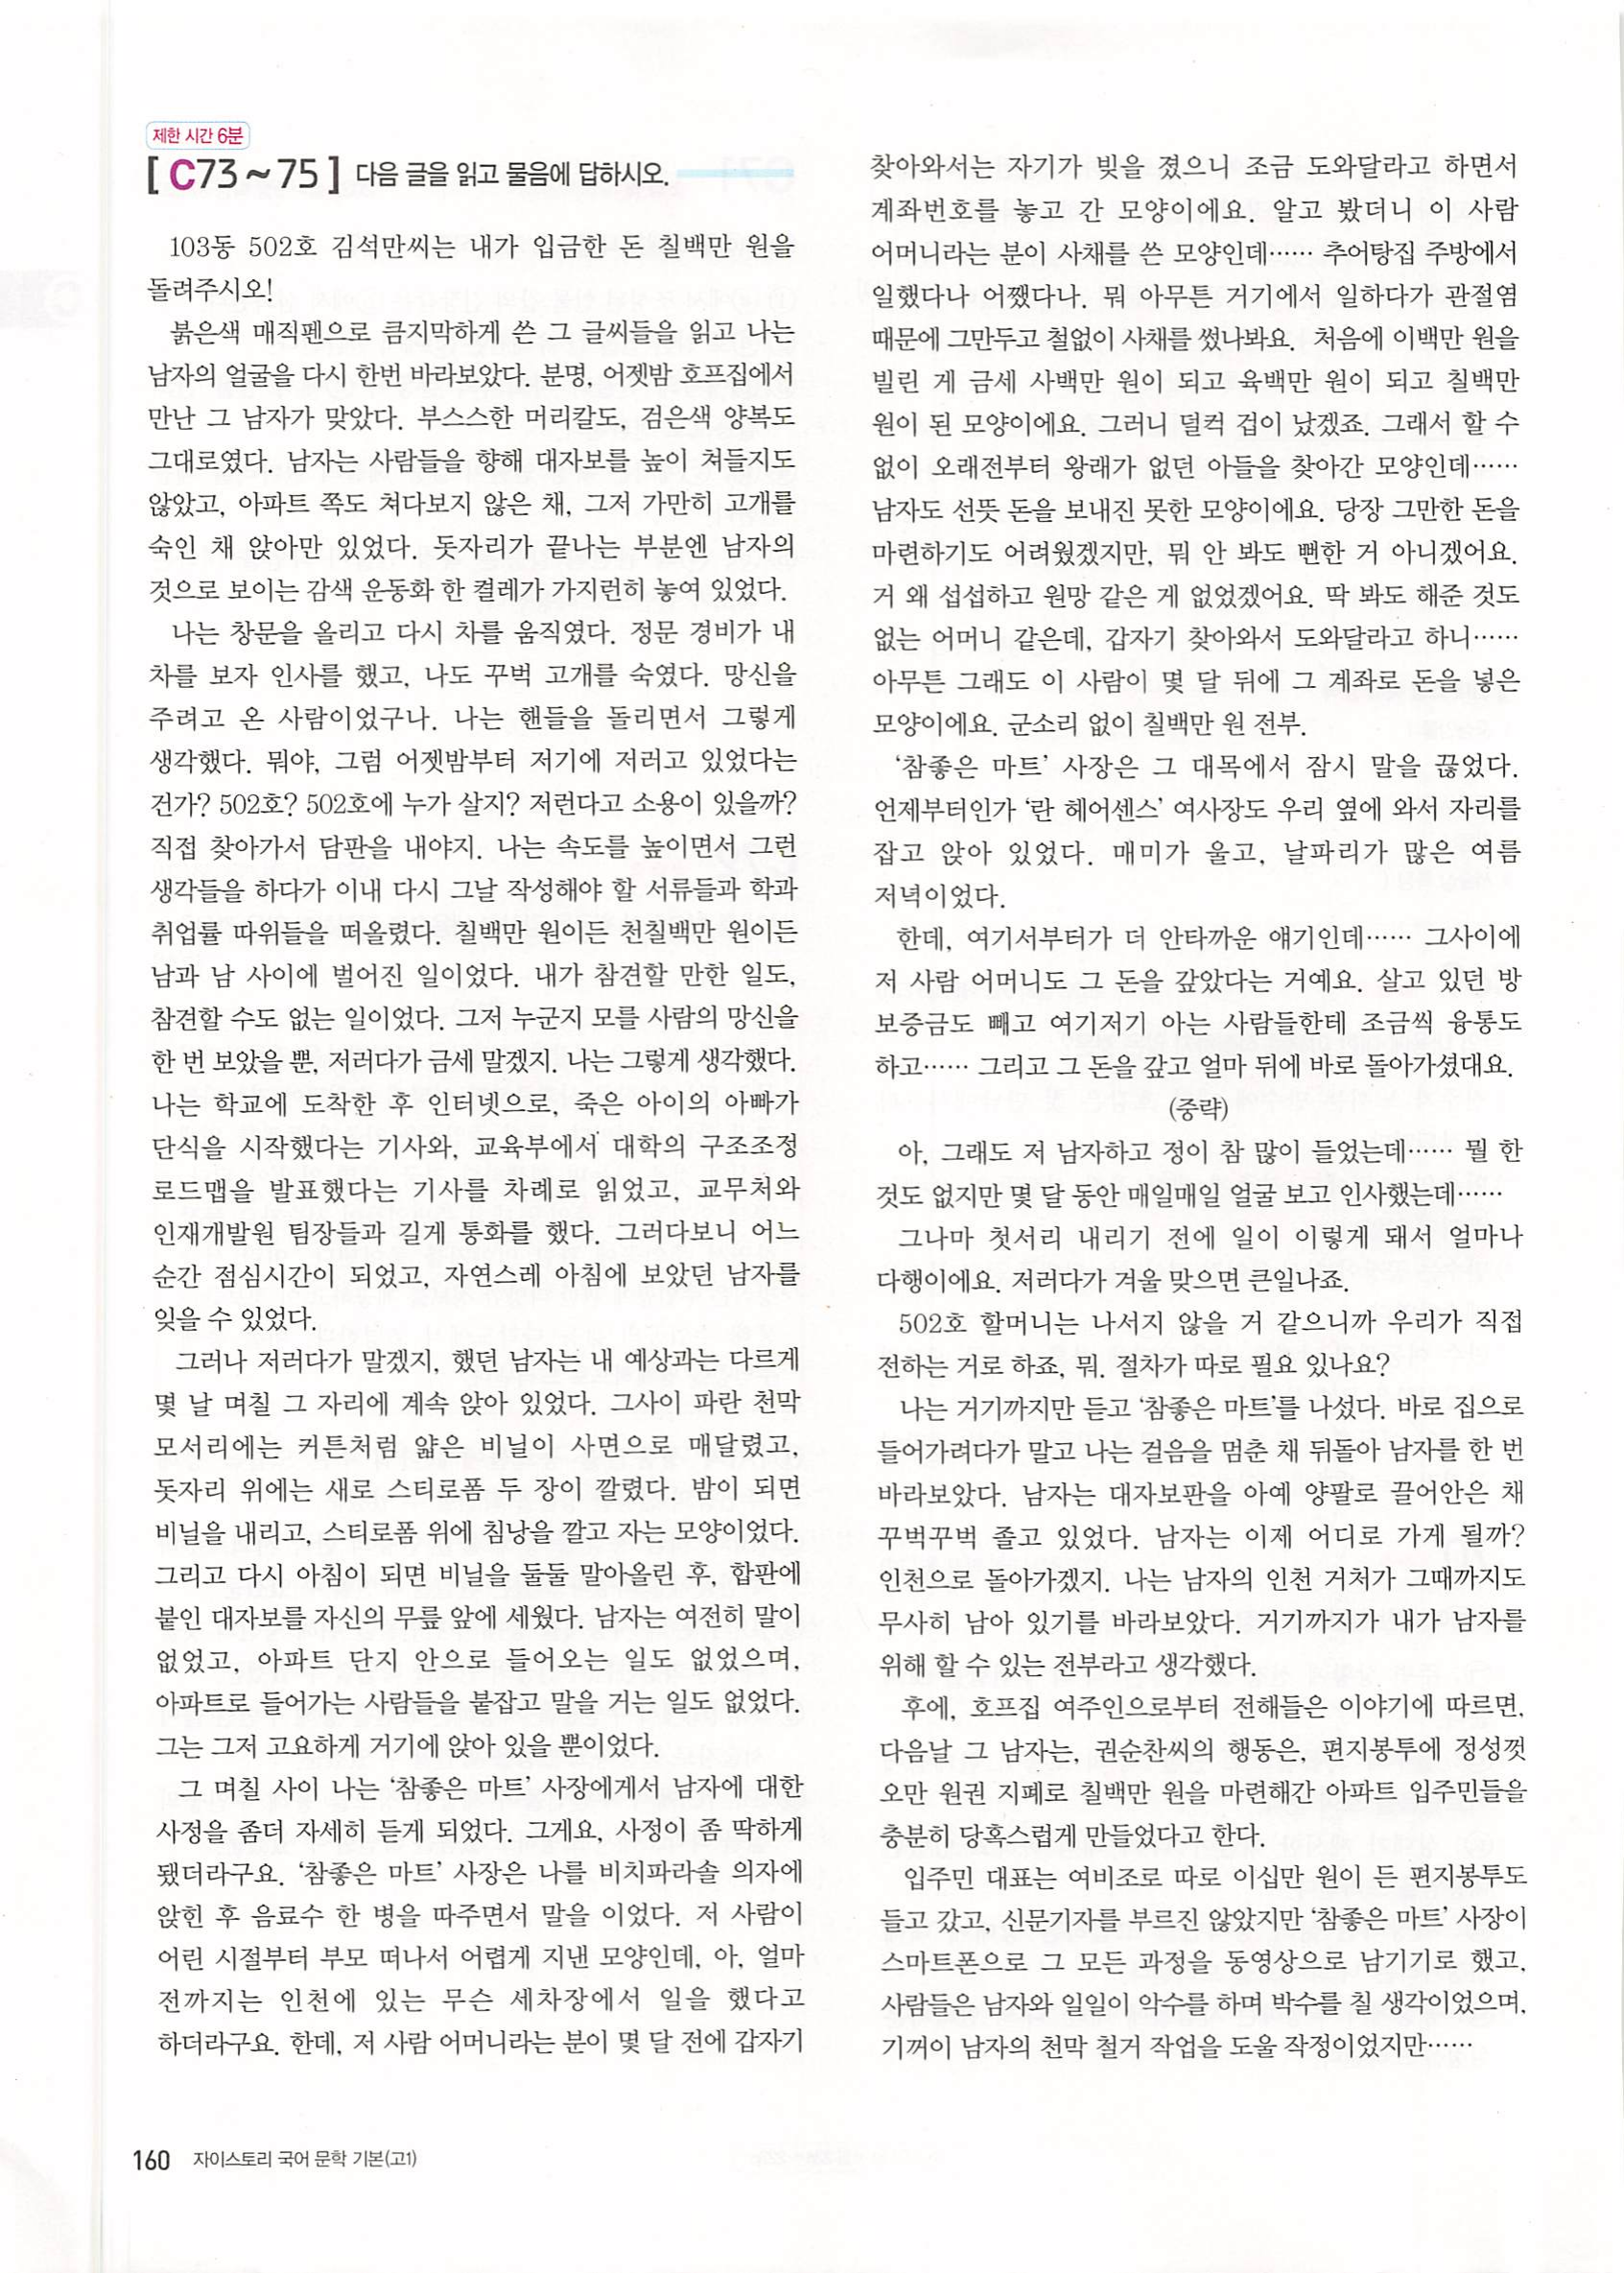 제한 시간 6분
[C73~75] 다음 글을 읽고 물음에 답하시오.
103동 502호 김석만씨는 내가 입금한 돈 칠백만 원을
돌려주시오!
붉은색 매직펜으로 큼지막하게 쓴 그 글씨들을 읽고 나는
남자의 얼굴을 다시 한번 바라보았다. 분명, 어젯밤 호프집에서
만난 그 남자가 맞았다. 부스스한 머리칼도, 검은색 양복도
그대로였다. 남자는 사람들을 향해 대자보를 높이 쳐들지도
않았고, 아파트 쪽도 쳐다보지 않은 채, 그저 가만히 고개를
숙인 채 앉아만 있었다. 돗자리가 끝나는 부분엔 남자의
것으로 보이는 감색 운동화 한 켤레가 가지런히 놓여 있었다.
나는 창문을 올리고 다시 차를 움직였다. 정문 경비가 내
차를 보자 인사를 했고, 나도 꾸벅 고개를 숙였다. 망신을
주려고 온 사람이었구나. 나는 핸들을 돌리면서 그렇게
생각했다. 뭐야, 그럼 어젯밤부터 저기에 저러고 있었다는
건가? 502호? 502호에 누가 살지? 저런다고 소용이 있을까?
직접 찾아가서 담판을 내야지. 나는 속도를 높이면서 그런
생각들을 하다가 이내 다시 그날 작성해야 할 서류들과 학과
취업률 따위들을 떠올렸다. 칠백만 원이든 천칠백만 원이든
남과 남 사이에 벌어진 일이었다. 내가 참견할 만한 일도,
참견할 수도 없는 일이었다. 그저 누군지 모를 사람의 망신을
한 번 보았을 뿐, 저러다가 금세 말겠지. 나는 그렇게 생각했다.
나는 학교에 도착한 후 인터넷으로, 죽은 아이의 아빠가
단식을 시작했다는 기사와, 교육부에서 대학의 구조조정
로드맵을 발표했다는 기사를 차례로 읽었고, 교무처와
인재개발원 팀장들과 길게 통화를 했다. 그러다보니 어느
순간 점심시간이 되었고, 자연스레 아침에 보았던 남자를
잊을 수 있었다.
그러나 저러다가 말겠지, 했던 남자는 내 예상과는 다르게
몇 날 며칠 그 자리에 계속 앉아 있었다. 그사이 파란 천막
모서리에는 커튼처럼 얇은 비닐이 사면으로 매달렸고,
돗자리 위에는 새로 스티로폼 두 장이 깔렸다. 밤이 되면
비닐을 내리고, 스티로폼 위에 침낭을 깔고 자는 모양이었다.
그리고 다시 아침이 되면 비닐을 둘둘 말아올린 후, 합판에
붙인 대자보를 자신의 무릎 앞에 세웠다. 남자는 여전히 말이
없었고, 아파트 단지 안으로 들어오는 일도 없었으며,
아파트로 들어가는 사람들을 붙잡고 말을 거는 일도 없었다.
그는 그저 고요하게 거기에 앉아 있을 뿐이었다.
그 며칠 사이 나는 ‘참좋은 마트’ 사장에게서 남자에 대한
사정을 좀더 자세히 듣게 되었다. 그게요, 사정이 좀 딱하게
됐더라구요. ‘참좋은 마트’ 사장은 나를 비치파라솔 의자에
앉힌 후 음료수 한 병을 따주면서 말을 이었다. 저 사람이
어린 시절부터 부모 떠나서 어렵게 지낸 모양인데, 아, 얼마
전까지는 인천에 있는 무슨 세차장에서 일을 했다고
하더라구요. 한데, 저 사람 어머니라는 분이 몇 달 전에 갑자기
찾아와서는 자기가 빚을 졌으니 조금 도와달라고 하면서
계좌번호를 놓고 간 모양이에요. 알고 봤더니 이 사람
어머니라는 분이 사채를 쓴 모양인데…… 추어탕집 주방에서
일했다나 어쨌다나. 뭐 아무튼 거기에서 일하다가 관절염
때문에 그만두고 철없이 사채를 썼나봐요. 처음에 이백만 원을
빌린 게 금세 사백만 원이 되고 육백만 원이 되고 칠백만
원이 된 모양이에요. 그러니 덜컥 겁이 났겠죠. 그래서 할 수
없이 오래전부터 왕래가 없던 아들을 찾아간 모양인데……
남자도 선뜻 돈을 보내진 못한 모양이에요. 당장 그만한 돈을
마련하기도 어려웠겠지만, 뭐 안 봐도 뻔한 거 아니겠어요.
거 왜 섭섭하고 원망 같은 게 없었겠어요. 딱 봐도 해준 것도
없는 어머니 같은데, 갑자기 찾아와서 도와달라고 하니……
아무튼 그래도 이 사람이 몇 달 뒤에 그 계좌로 돈을 넣은
모양이에요. 군소리 없이 칠백만 원 전부.
‘참좋은 마트’ 사장은 그 대목에서 잠시 말을 끊었다.
언제부터인가 ‘란 헤어센스’ 여사장도 우리 옆에 와서 자리를
잡고 앉아 있었다. 매미가 울고, 날파리가 많은 여름
저녁이었다.
한데, 여기서부터가 더 안타까운 얘기인데…… 그사이에
저 사람 어머니도 그 돈을 갚았다는 거예요. 살고 있던 방
보증금도 빼고 여기저기 아는 사람들한테 조금씩 융통도
하고…… 그리고 그 돈을 갚고 얼마 뒤에 바로 돌아가셨대요.
(중략)
아, 그래도 저 남자하고 정이 참 많이 들었는데…… 뭘 한
것도 없지만 몇 달 동안 매일매일 얼굴 보고 인사했는데……
그나마 첫서리 내리기 전에 일이 이렇게 돼서 얼마나
다행이에요. 저러다가 겨울 맞으면 큰일나죠.
502호 할머니는 나서지 않을 거 같으니까 우리가 직접
전하는 거로 하죠, 뭐. 절차가 따로 필요 있나요?
나는 거기까지만 듣고 ‘참좋은 마트’를 나섰다. 바로 집으로
들어가려다가 말고 나는 걸음을 멈춘 채 뒤돌아 남자를 한 번
바라보았다. 남자는 대자보판을 아예 양팔로 끌어안은 채
꾸벅꾸벅 졸고 있었다. 남자는 이제 어디로 가게 될까?
인천으로 돌아가겠지. 나는 남자의 인천 거처가 그때까지도
무사히 남아 있기를 바라보았다. 거기까지가 내가 남자를
위해 할 수 있는 전부라고 생각했다.
후에, 호프집 여주인으로부터 전해들은 이야기에 따르면,
다음날 그 남자는, 권순찬씨의 행동은, 편지봉투에 정성껏
오만 원권 지폐로 칠백만 원을 마련해간 아파트 입주민들을
충분히 당혹스럽게 만들었다고 한다.
입주민 대표는 여비조로 따로 이십만 원이 든 편지봉투도
들고 갔고, 신문기자를 부르진 않았지만 ‘참좋은 마트’ 사장이
스마트폰으로 그 모든 과정을 동영상으로 남기기로 했고,
사람들은 남자와 일일이 악수를 하며 박수를 칠 생각이었으며,
기꺼이 남자의 천막 철거 작업을 도울 작정이었지만……
160 자이스토리 국어 문학 기본(고1)